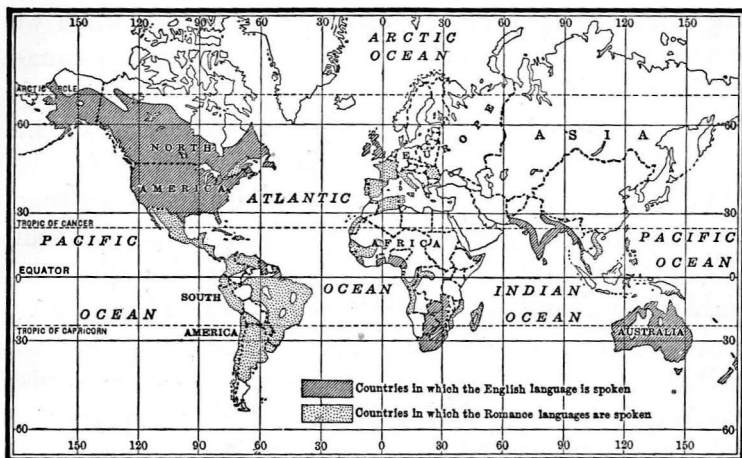 150 120 90 60 30 0 30 60 90 120 150
ARCTIC
OCEAN
ARCTIC CIRCLE
60 60
NORTH
EUROPE
ASIA
AMERICA
ATLANTIC
30 30
TROPIC OF CANCER
PACIFIC
AFRICA
PACIFIC
OCEAN
EQUATOR
0 0
SOUTH
OCEAN
INDIAN
OCEAN
OCEAN
TROPIC OF CAPRICORN
AMERICA
AUSTRALIA
30 30
Countries in which the English language is spoken
Countries in which the Romance languages are spoken
60 60
150 120 90 60 30 0 30 60 90 120 150